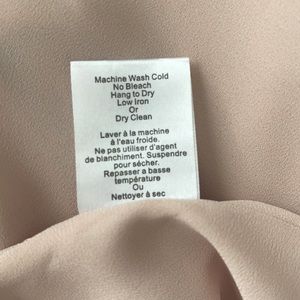 Machine Wash Cold
No Bleach
Hang to Dry
Low Iron
Or
Dry Clean
Laver à la machine
à l'eau froide.
Ne pas utiliser d'agent
de blanchiment. Suspendre
pour sécher.
Repasser a basse
température
Ou
Nettoyer à sec